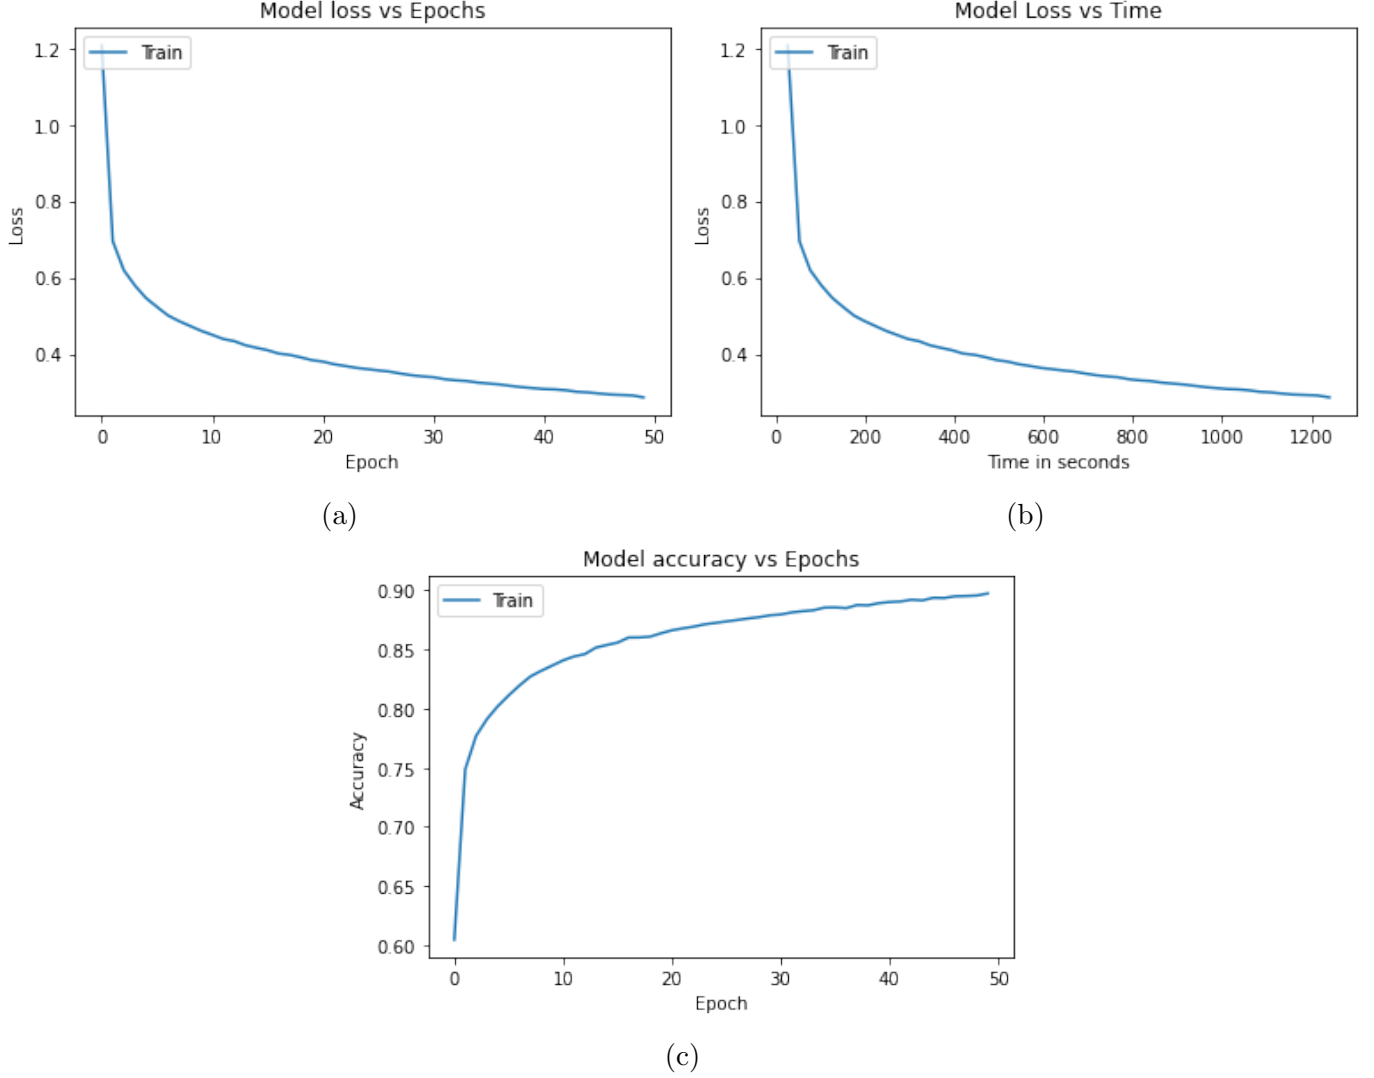 Model loss vs Epochs
Train
1.2
1.0
0.8
0.6
0.4
Loss
0 10 20 30 40 50
Epoch
(a)
Model Loss vs Time
Train
1.2
1.0
0.8
0.6
0.4
Loss
0 200 400 600 800 1000 1200
Time in seconds
(b)
Model accuracy vs Epochs
Train
0.90
0.85
0.80
0.75
0.70
0.65
0.60
Accuracy
0 10 20 30 40 50
Epoch
(c)